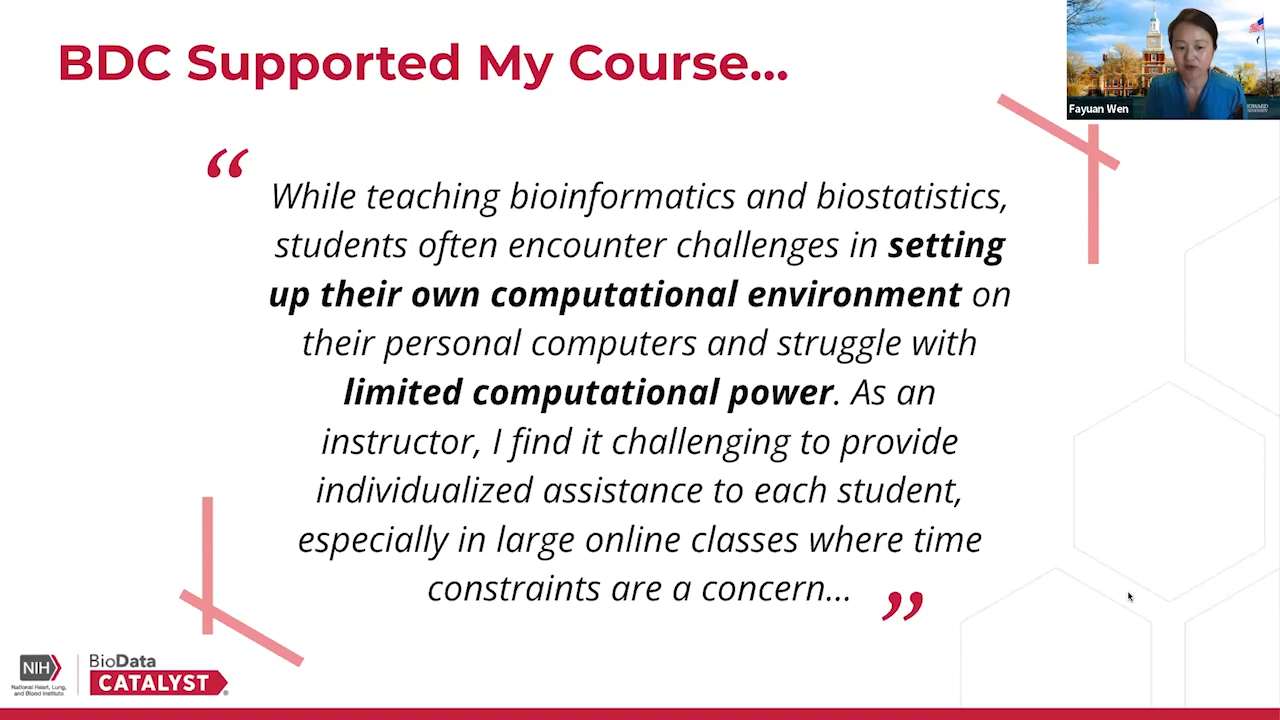 BDC Supported My Course...
Fayuan Wen
“
While teaching bioinformatics and biostatistics,
students often encounter challenges in setting
up their own computational environment on
their personal computers and struggle with
limited computational power. As an
instructor, I find it challenging to provide
individualized assistance to each student,
especially in large online classes where time
constraints are a concern...
”
NIH
National Heart, Lung,
and Blood Institute
BioData
CATALYST®